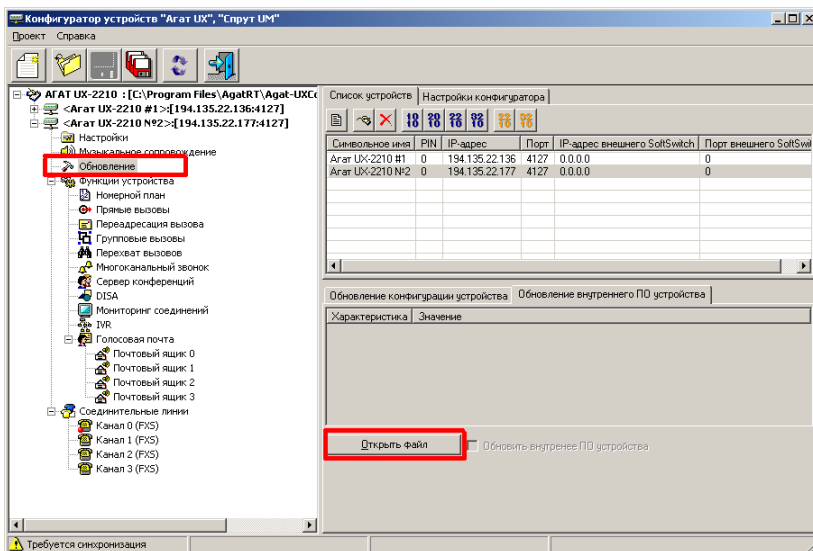 Конфигуратор устройств "Агат UX", "Спрут UM"
Проект Справка
АГАТ UX-2210 : [C:\Program Files\AgatRT\Agat-UXCo
<Агат UX-2210 #1>:[194.135.22.136:4127]
<Агат UX-2210 №2>:[194.135.22.177:4127]
Настройки
Музыкальное сопровождение
Обновление
Функции устройства
Номерной план
Прямые вызовы
Переадресация вызова
Групповые вызовы
Перехват вызовов
Многоканальный звонок
Сервер конференций
DISA
Мониторинг соединений
IVR
Голосовая почта
Почтовый ящик 0
Почтовый ящик 1
Почтовый ящик 2
Почтовый ящик 3
Соединительные линии
Канал 0 (FXS)
Канал 1 (FXS)
Канал 2 (FXS)
Канал 3 (FXS)
Список устройств Настройки конфигуратора
Символьное имя PIN IP-адрес Порт IP-адрес внешнего SoftSwitch Порт внешнего SoftSwi
Агат UX-2210 #1 0 194.135.22.136 4127 0.0.0.0 0
Агат UX-2210 №2 0 194.135.22.177 4127 0.0.0.0 0
Обновление конфигурации устройства Обновление внутреннего ПО устройства
Характеристика Значение
Открыть файл Обновить внутренее ПО устройства
Требуется синхронизация